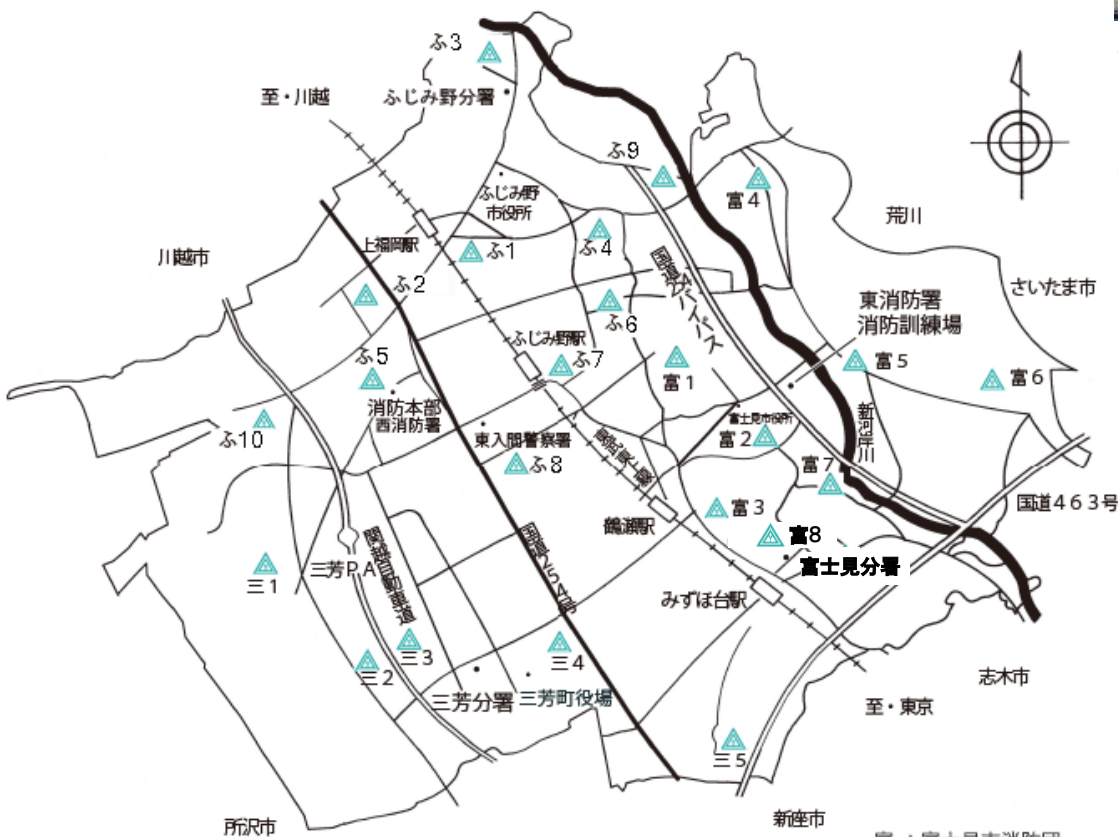 ふ3
至・川越
ふじみ野分署
ふ9
ふじみ野
市役所
富4
荒川
上福岡駅
ふ1
ふ4
川越市
国道254バイパス
ふ2
さいたま市
東消防署
消防訓練場
ふ6
ふじみ野駅
ふ7
ふ5
富1
富5
富6
消防本部
西消防署
富士見市役所
新河岸川
ふ10
東入間警察署
富2
ふ8
東武東上線
富7
国道463号
富3
鶴瀬駅
富8
国道254号
関越自動車道
三芳PA
富士見分署
三1
みずほ台駅
三3
三4
三2
志木市
三芳分署
三芳町役場
至・東京
三5
新座市
所沢市